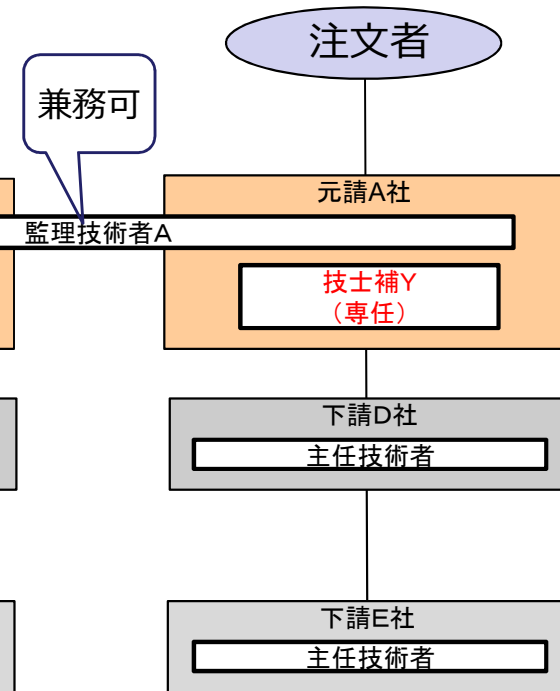 注文者
兼務可
元請A社
監理技術者A
技士補Y
（専任）
下請D社
主任技術者
下請E社
主任技術者